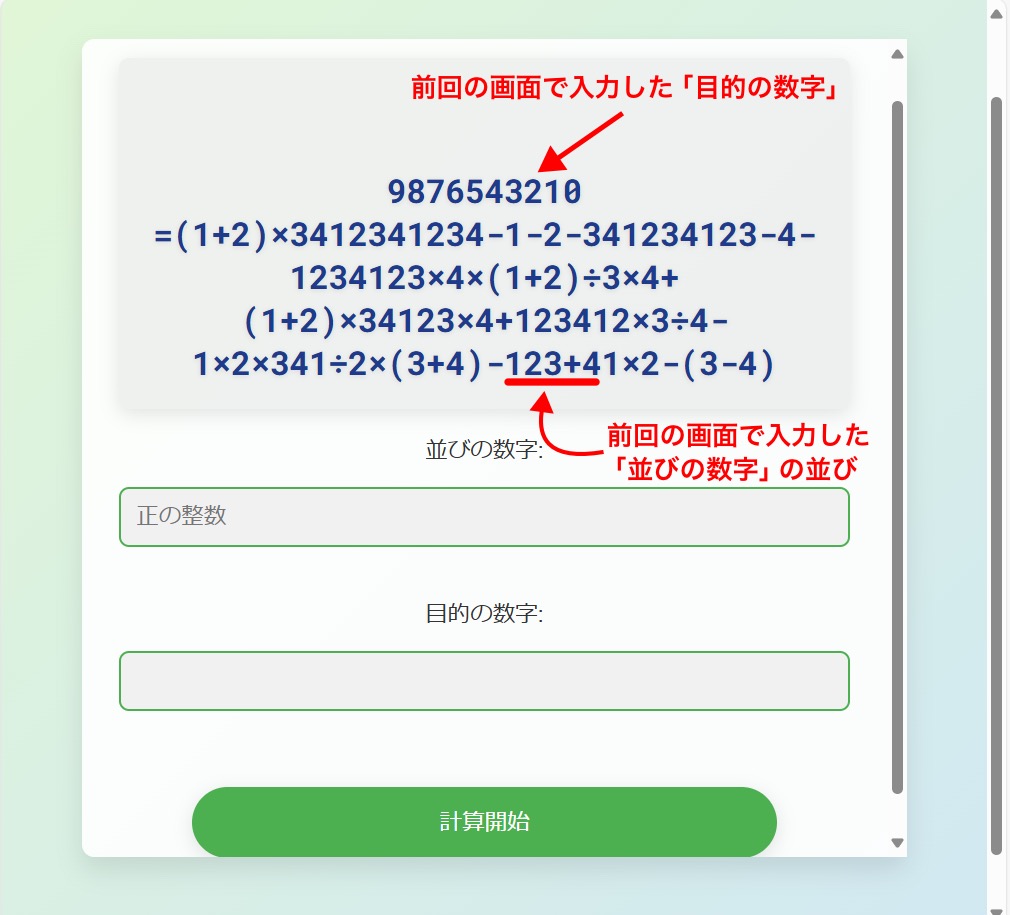 前回の画面で入力した「目的の数字」
9876543210
=(1+2)×3412341234−1−2−341234123−4−
1234123×4×(1+2)÷3×4+
(1+2)×34123×4+123412×3÷4−
1×2×341÷2×(3+4)−123+41×2−(3−4)
前回の画面で入力した
「並びの数字」の並び
並びの数字:
正の整数
目的の数字:
計算開始